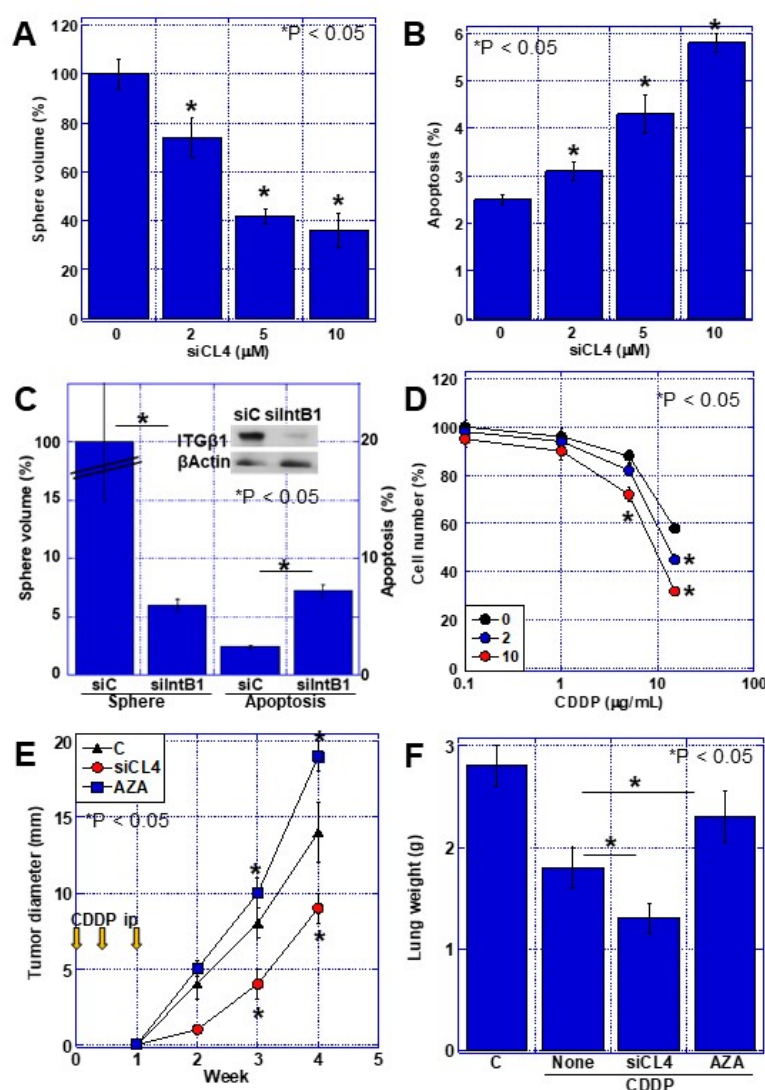 A
*P < 0.05
Sphere volume (%)
120
100
80
60
40
20
0
*
*
*
0 2 5 10
siCL4 (μM)
B
*P < 0.05
Apoptosis (%)
6
5
4
3
2
1
0
*
*
*
0 2 5 10
siCL4 (μM)
C
*
siC siIntB1
ITGβ1
βActin
*P < 0.05
*
Sphere volume (%)
100
15
10
5
0
Apoptosis (%)
20
10
0
siC siIntB1 siC siIntB1
Sphere Apoptosis
D
*P < 0.05
Cell number (%)
120
100
80
60
40
20
0
*
*
*
0
2
10
0.1 1 10 100
CDDP (μg/mL)
E
C
siCL4
AZA
*P < 0.05
CDDP ip
Tumor diameter (mm)
20
15
10
5
0
*
*
*
*
0 1 2 3 4 5
Week
F
*P < 0.05
Lung weight (g)
3
2
1
0
*
*
C None siCL4 AZA
CDDP